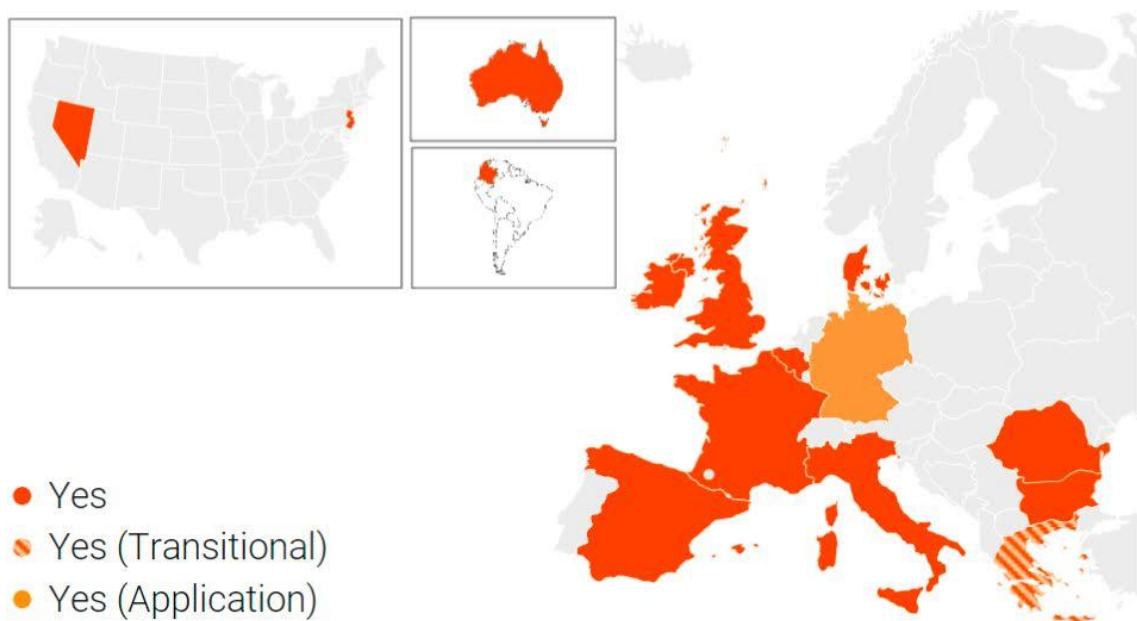 Yes
Yes (Transitional)
Yes (Application)